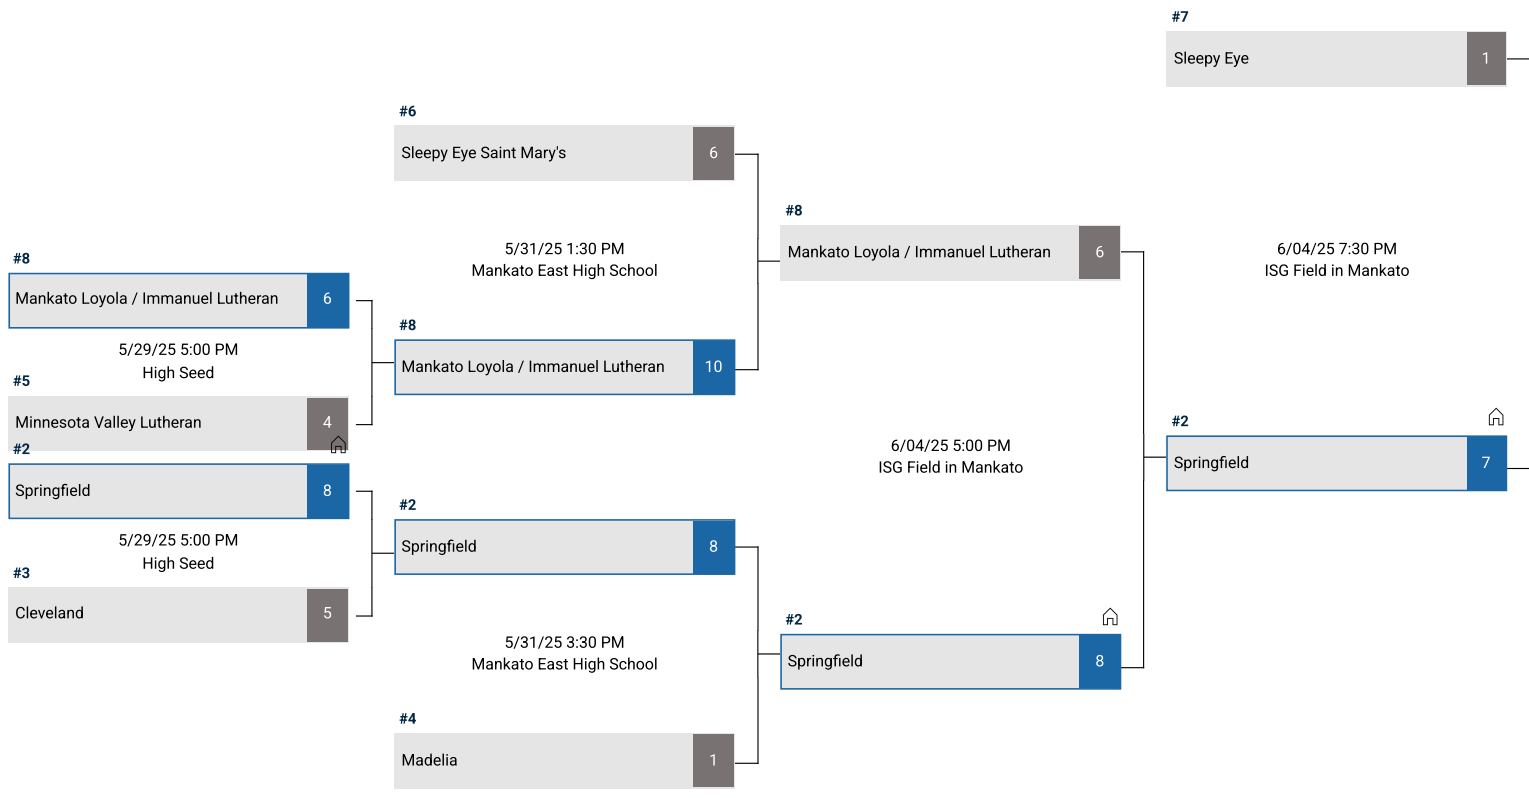 #8
Mankato Loyola / Immanuel Lutheran 6
5/29/25 5:00 PM
High Seed
#5
Minnesota Valley Lutheran 4
#2
Springfield 8
5/29/25 5:00 PM
High Seed
#3
Cleveland 5
#6
Sleepy Eye Saint Mary's 6
5/31/25 1:30 PM
Mankato East High School
#8
Mankato Loyola / Immanuel Lutheran 10
#2
Springfield 8
5/31/25 3:30 PM
Mankato East High School
#4
Madelia 1
#8
Mankato Loyola / Immanuel Lutheran 6
6/04/25 5:00 PM
ISG Field in Mankato
#2
Springfield 8
#7
Sleepy Eye 1
6/04/25 7:30 PM
ISG Field in Mankato
#2
Springfield 7